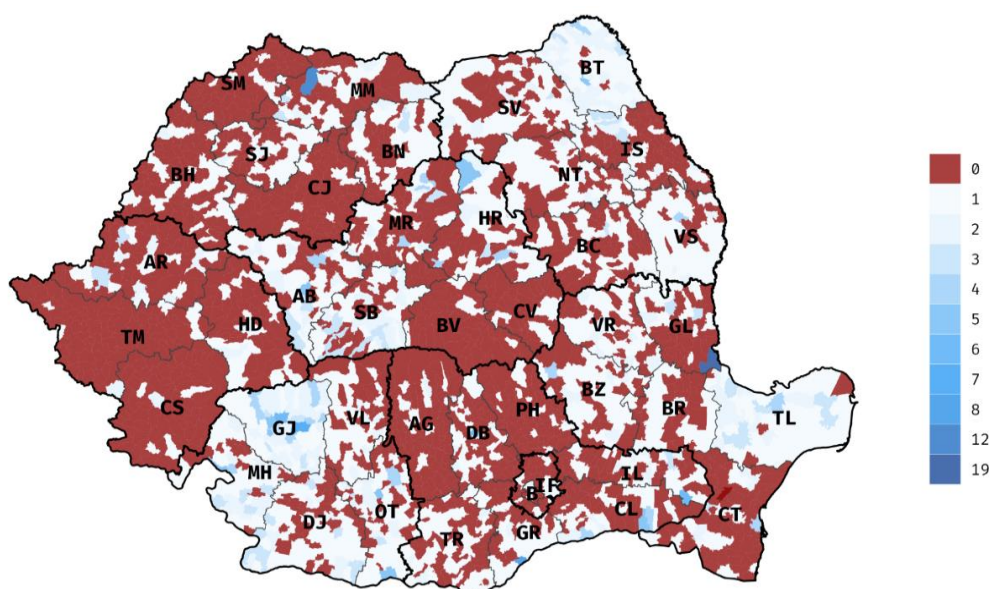 BT
SM
MM
SV
SJ
BN
IS
BH
CJ
NT
MR
HR
VS
BC
AR
AB
SB
HD
BV
CV
VR
GL
TM
CS
GJ
VL
AG
DB
PH
BZ
BR
TL
MH
DJ
OT
TR
B
IF
GR
IL
CL
CT
0
1
2
3
4
5
6
7
8
12
19